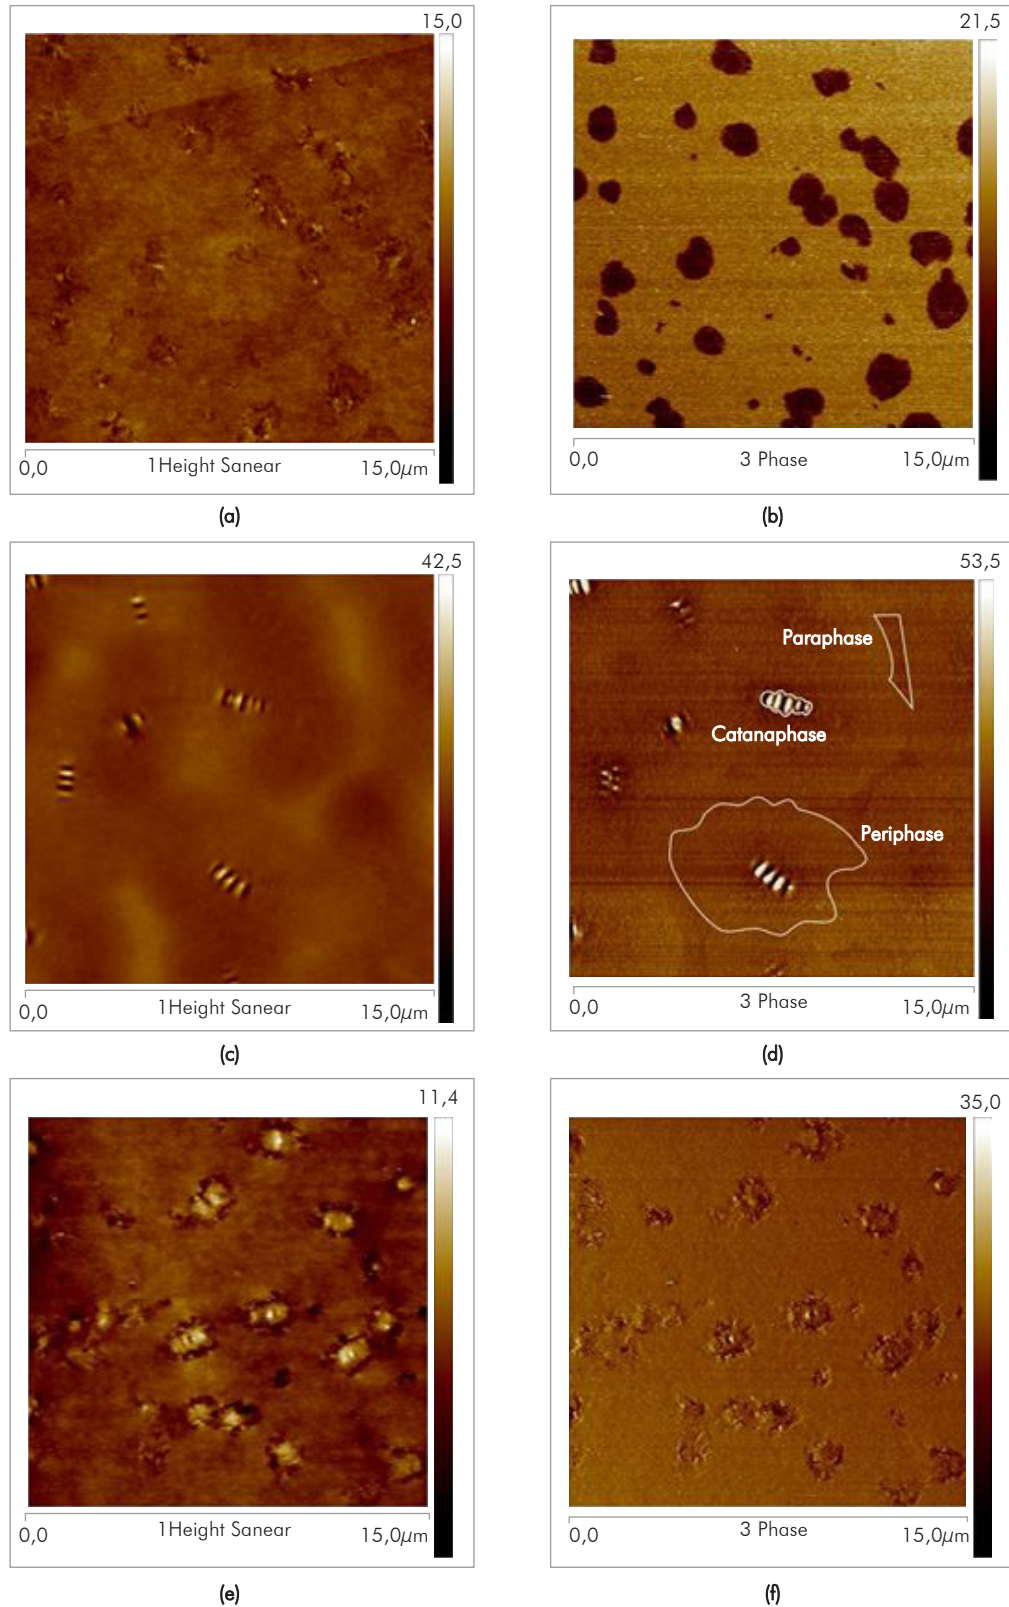 15,0
0,0 1Height Sanear 15,0µm
(a)
21,5
0,0 3 Phase 15,0µm
(b)
42,5
0,0 1Height Sanear 15,0µm
(c)
53,5
Paraphase
Catanaphase
Periphase
0,0 3 Phase 15,0µm
(d)
11,4
0,0 1Height Sanear 15,0µm
(e)
35,0
0,0 3 Phase 15,0µm
(f)